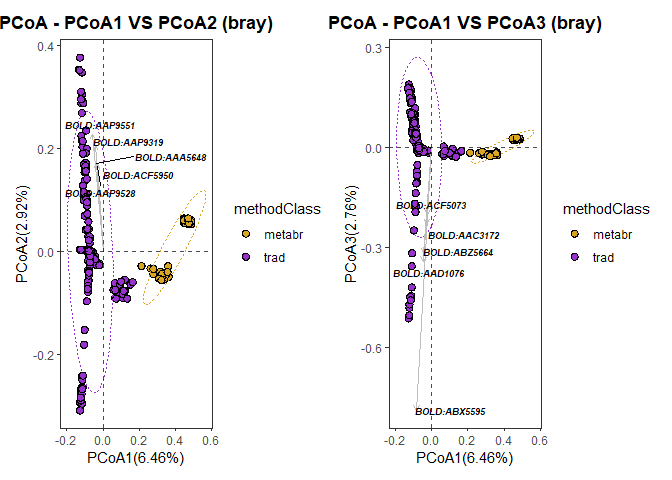 PCoA - PCoA1 VS PCoA2 (bray)
0.4
0.2
0.0
-0.2
PCoA2(2.92%)
BOLD:AAP9551
BOLD:AAP9319
BOLD:AAA5648
BOLD:ACF5950
BOLD:AAP9528
-0.2
0.0
0.2
0.4
0.6
PCoA1(6.46%)
methodClass
metabr
trad
PCoA - PCoA1 VS PCoA3 (bray)
0.3
0.0
-0.3
-0.6
PCoA3(2.76%)
BOLD:ACF5073
BOLD:AAC3172
BOLD:ABZ5664
BOLD:AAD1076
BOLD:ABX5595
-0.2
0.0
0.2
0.4
0.6
PCoA1(6.46%)
methodClass
metabr
trad